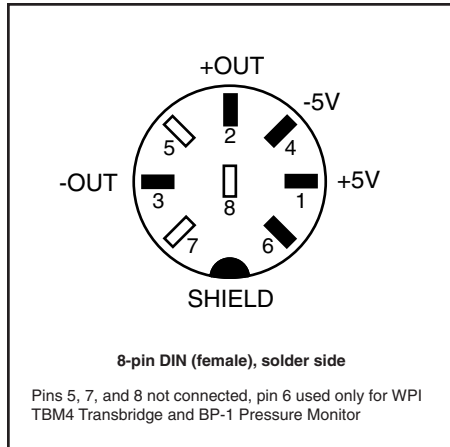 +OUT
-5V
2
5
4
-OUT
+5V
3
8
1
7
6
SHIELD
8-pin DIN (female), solder side
Pins 5, 7, and 8 not connected, pin 6 used only for WPI
TBM4 Transbridge and BP-1 Pressure Monitor